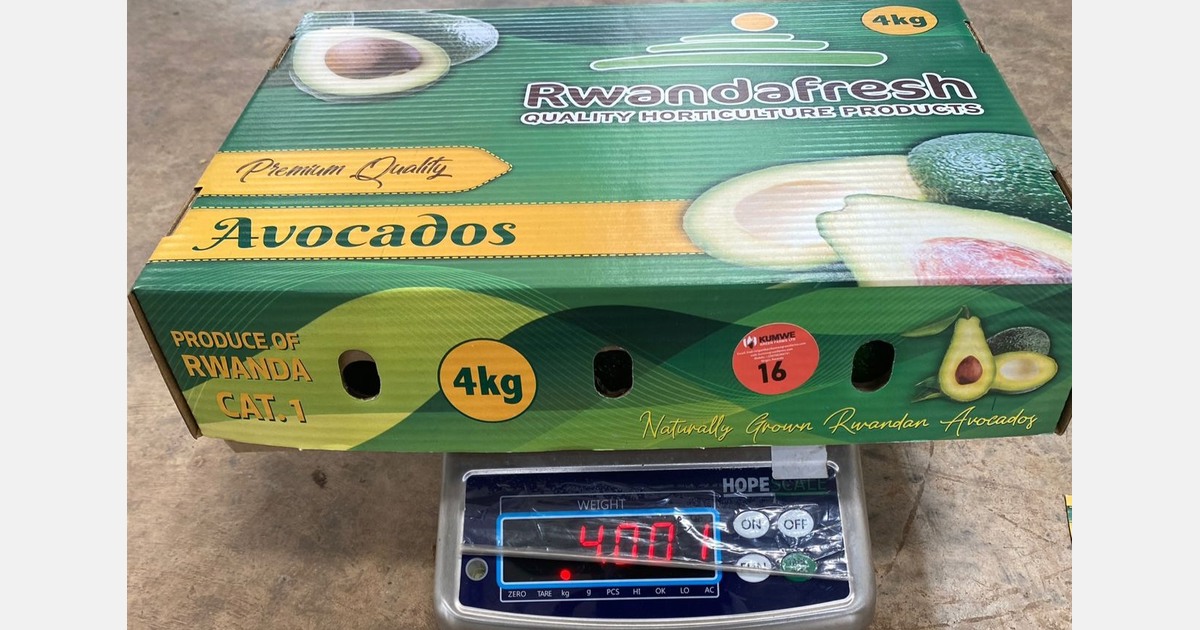 4kg
Rwandafresh
QUALITY HORTICULTURE PRODUCTS
Premium Quality
Avocados
PRODUCE OF
RWANDA
CAT. 1
4kg
KUMWE
16
Naturally Grown Rwandan Avocados
HOPE SCALE
WEIGHT
4.001
ON OFF
ZERO TARE kg g PCS HI OK LO AC